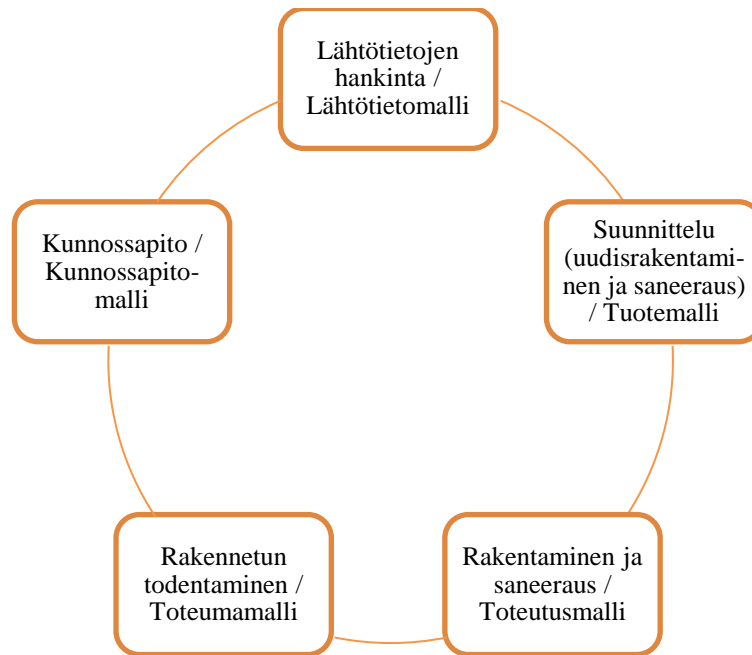 Lähtötietojen
hankinta /
Lähtötietomalli
Suunnittelu
(uudisrakentami-
nen ja saneeraus)
/ Tuotemalli
Rakentaminen ja
saneeraus /
Toteutusmalli
Rakennetun
todentaminen /
Toteumamalli
Kunnossapito /
Kunnossapito-
malli